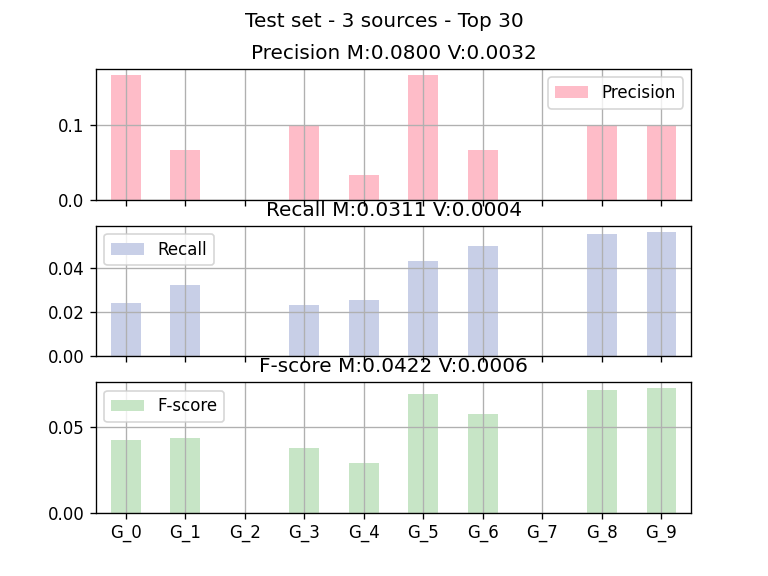 Test set - 3 sources - Top 30
Precision M:0.0800 V:0.0032
Precision
0.1
0.0
Recall M:0.0311 V:0.0004
Recall
0.04
0.02
0.00
F-score M:0.0422 V:0.0006
F-score
0.05
0.00
G_0 G_1 G_2 G_3 G_4 G_5 G_6 G_7 G_8 G_9